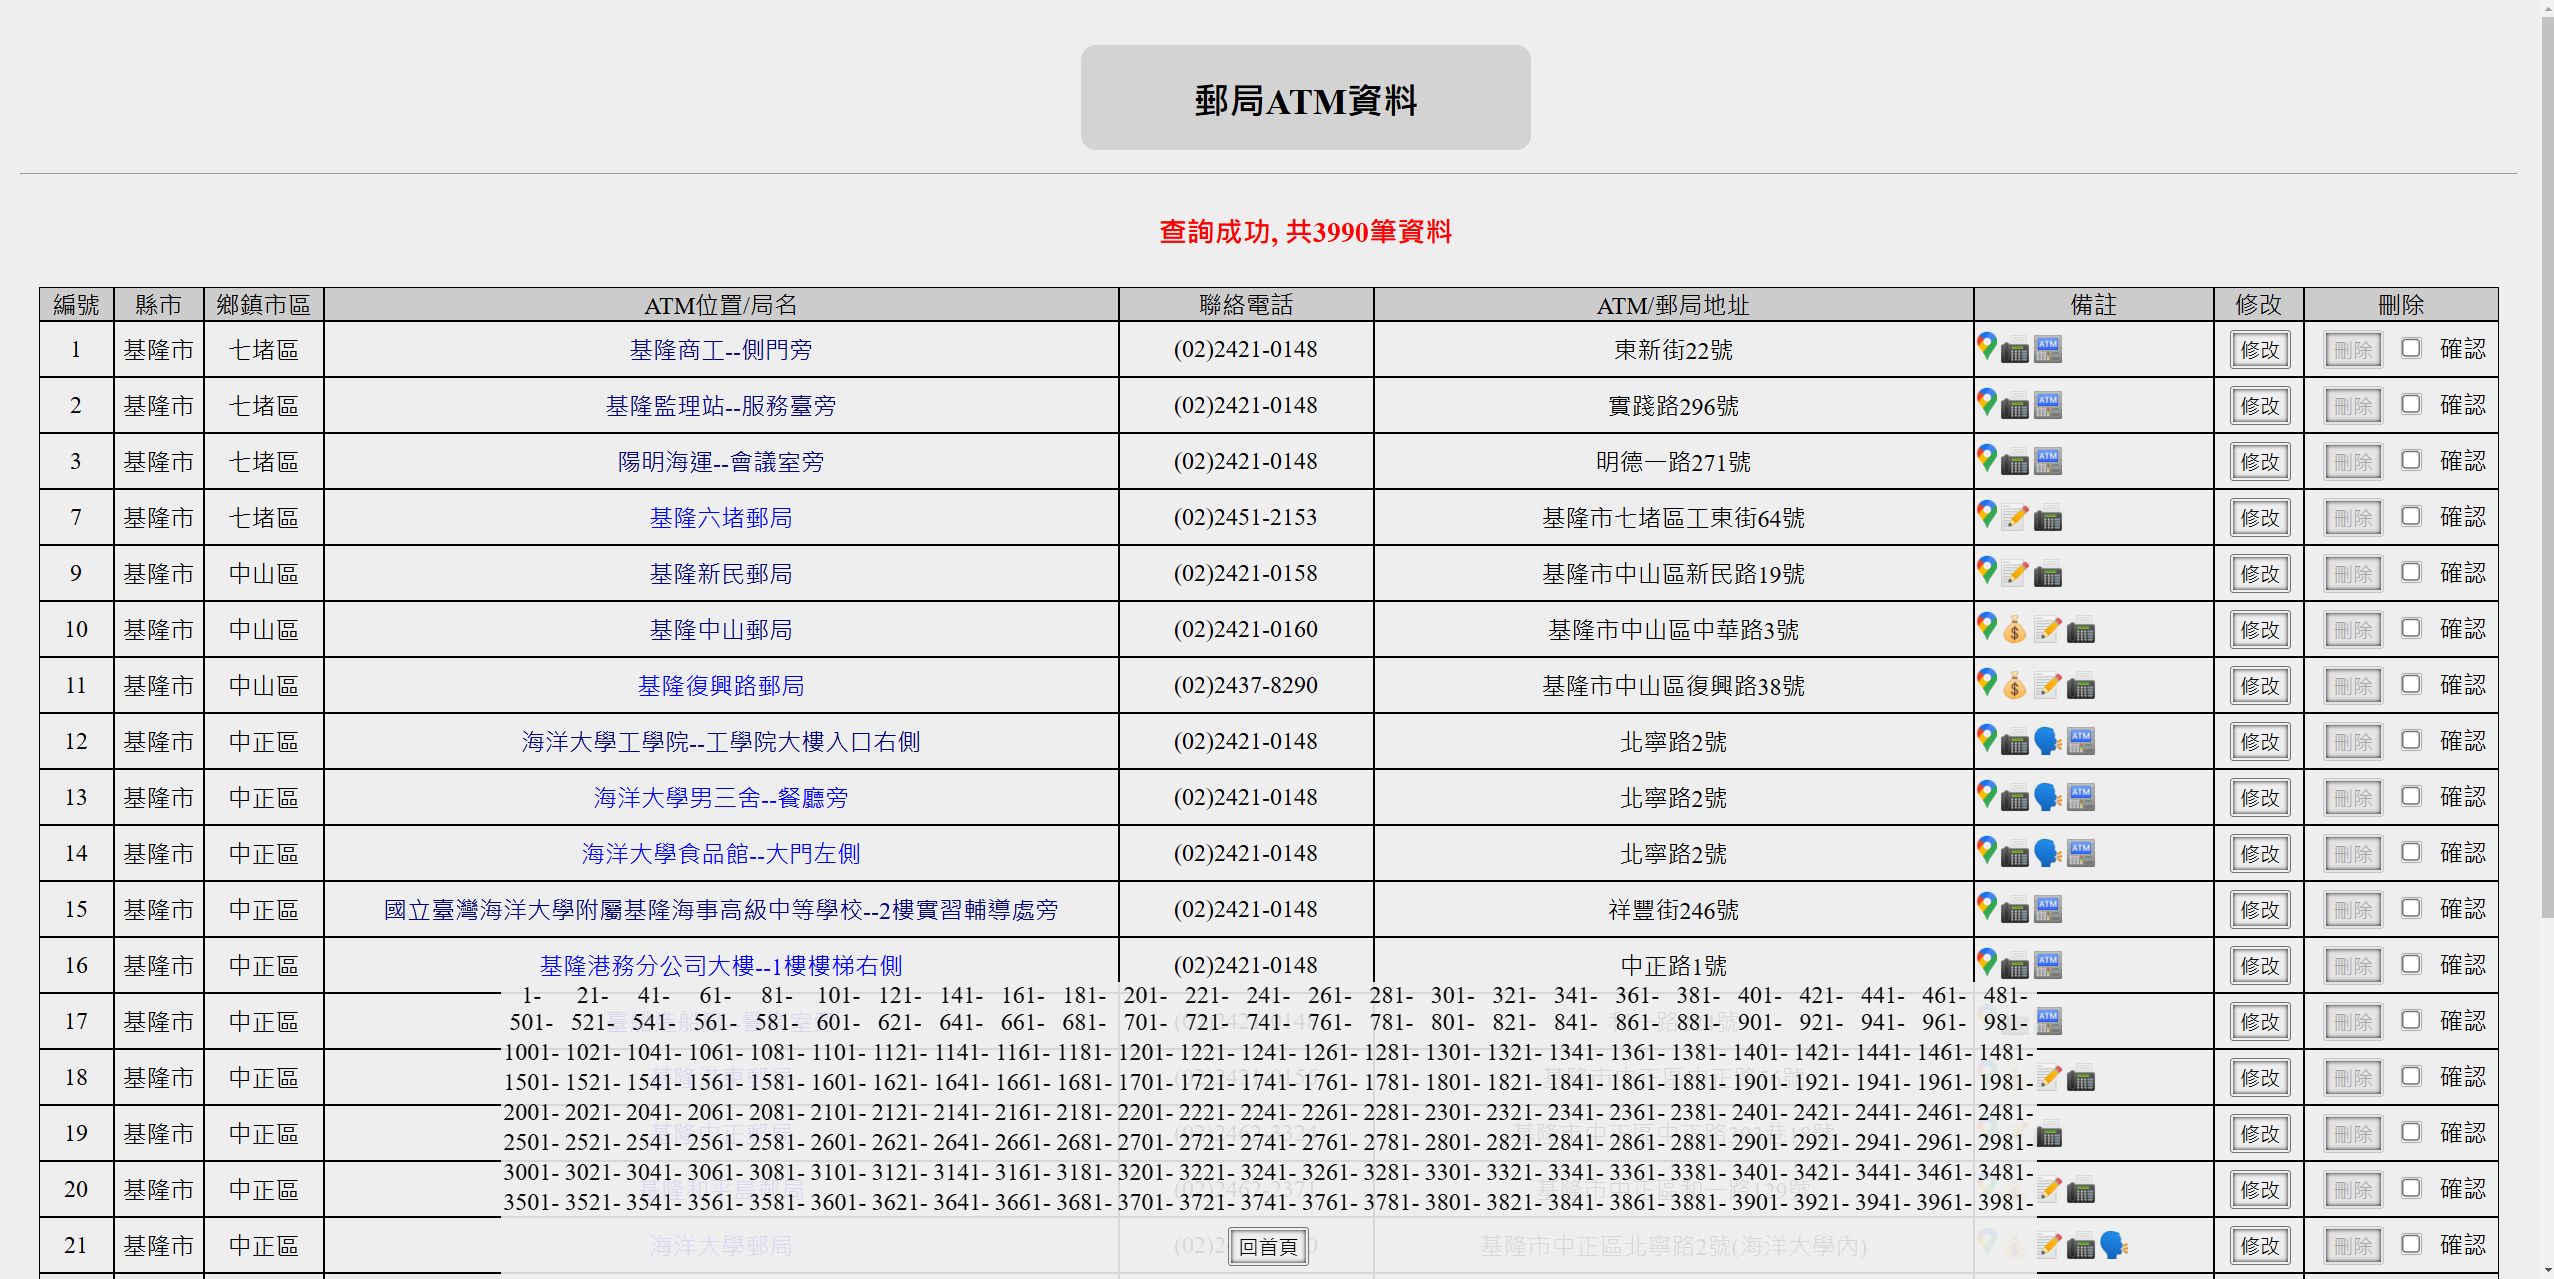 郵局ATM資料
查詢成功, 共3990筆資料
編號 縣市 鄉鎮市區 ATM位置/局名 聯絡電話 ATM/郵局地址 備註 修改 刪除
1 基隆市 七堵區 基隆商工--側門旁 (02)2421-0148 東新街22號 ATM 修改 刪除 確認
2 基隆市 七堵區 基隆監理站--服務臺旁 (02)2421-0148 實踐路296號 ATM 修改 刪除 確認
3 基隆市 七堵區 陽明海運--會議室旁 (02)2421-0148 明德一路271號 ATM 修改 刪除 確認
7 基隆市 七堵區 基隆六堵郵局 (02)2451-2153 基隆市七堵區工東街64號 修改 刪除 確認
9 基隆市 中山區 基隆新民郵局 (02)2421-0158 基隆市中山區新民路19號 修改 刪除 確認
10 基隆市 中山區 基隆中山郵局 (02)2421-0160 基隆市中山區中華路3號 修改 刪除 確認
11 基隆市 中山區 基隆復興路郵局 (02)2437-8290 基隆市中山區復興路38號 修改 刪除 確認
12 基隆市 中正區 海洋大學工學院--工學院大樓入口右側 (02)2421-0148 北寧路2號 ATM 修改 刪除 確認
13 基隆市 中正區 海洋大學男三舍--餐廳旁 (02)2421-0148 北寧路2號 ATM 修改 刪除 確認
14 基隆市 中正區 海洋大學食品館--大門左側 (02)2421-0148 北寧路2號 ATM 修改 刪除 確認
15 基隆市 中正區 國立臺灣海洋大學附屬基隆海事高級中等學校--2樓實習輔導處旁 (02)2421-0148 祥豐街246號 ATM 修改 刪除 確認
16 基隆市 中正區 基隆港務分公司大樓--1樓樓梯右側 (02)2421-0148 中正路1號 ATM 修改 刪除 確認
1- 21- 41- 61- 81- 101- 121- 141- 161- 181- 201- 221- 241- 261- 281- 301- 321- 341- 361- 381- 401- 421- 441- 461- 481-
17 基隆市 中正區 ATM 修改 刪除 確認
501- 521- 541- 561- 581- 601- 621- 641- 661- 681- 701- 721- 741- 761- 781- 801- 821- 841- 861- 881- 901- 921- 941- 961- 981-
1001- 1021- 1041- 1061- 1081- 1101- 1121- 1141- 1161- 1181- 1201- 1221- 1241- 1261- 1281- 1301- 1321- 1341- 1361- 1381- 1401- 1421- 1441- 1461- 1481-
18 基隆市 中正區 修改 刪除 確認
1501- 1521- 1541- 1561- 1581- 1601- 1621- 1641- 1661- 1681- 1701- 1721- 1741- 1761- 1781- 1801- 1821- 1841- 1861- 1881- 1901- 1921- 1941- 1961- 1981-
2001- 2021- 2041- 2061- 2081- 2101- 2121- 2141- 2161- 2181- 2201- 2221- 2241- 2261- 2281- 2301- 2321- 2341- 2361- 2381- 2401- 2421- 2441- 2461- 2481-
19 基隆市 中正區 修改 刪除 確認
2501- 2521- 2541- 2561- 2581- 2601- 2621- 2641- 2661- 2681- 2701- 2721- 2741- 2761- 2781- 2801- 2821- 2841- 2861- 2881- 2901- 2921- 2941- 2961- 2981-
3001- 3021- 3041- 3061- 3081- 3101- 3121- 3141- 3161- 3181- 3201- 3221- 3241- 3261- 3281- 3301- 3321- 3341- 3361- 3381- 3401- 3421- 3441- 3461- 3481-
20 基隆市 中正區 修改 刪除 確認
3501- 3521- 3541- 3561- 3581- 3601- 3621- 3641- 3661- 3681- 3701- 3721- 3741- 3761- 3781- 3801- 3821- 3841- 3861- 3881- 3901- 3921- 3941- 3961- 3981-
21 基隆市 中正區 海洋大學郵局 回首頁 基隆市中正區北寧路2號(海洋大學內) 修改 刪除 確認